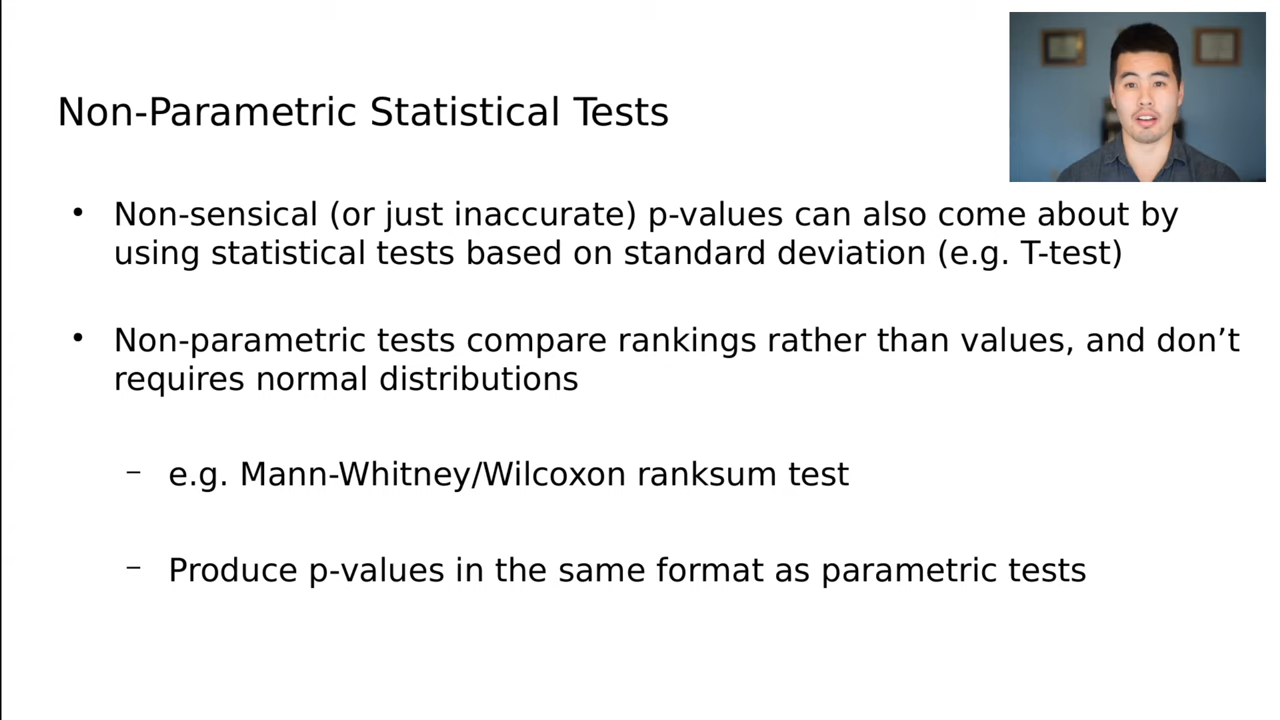 Non-Parametric Statistical Tests
• Non-sensical (or just inaccurate) p-values can also come about by
using statistical tests based on standard deviation (e.g. T-test)
• Non-parametric tests compare rankings rather than values, and don’t
requires normal distributions
– e.g. Mann-Whitney/Wilcoxon ranksum test
– Produce p-values in the same format as parametric tests